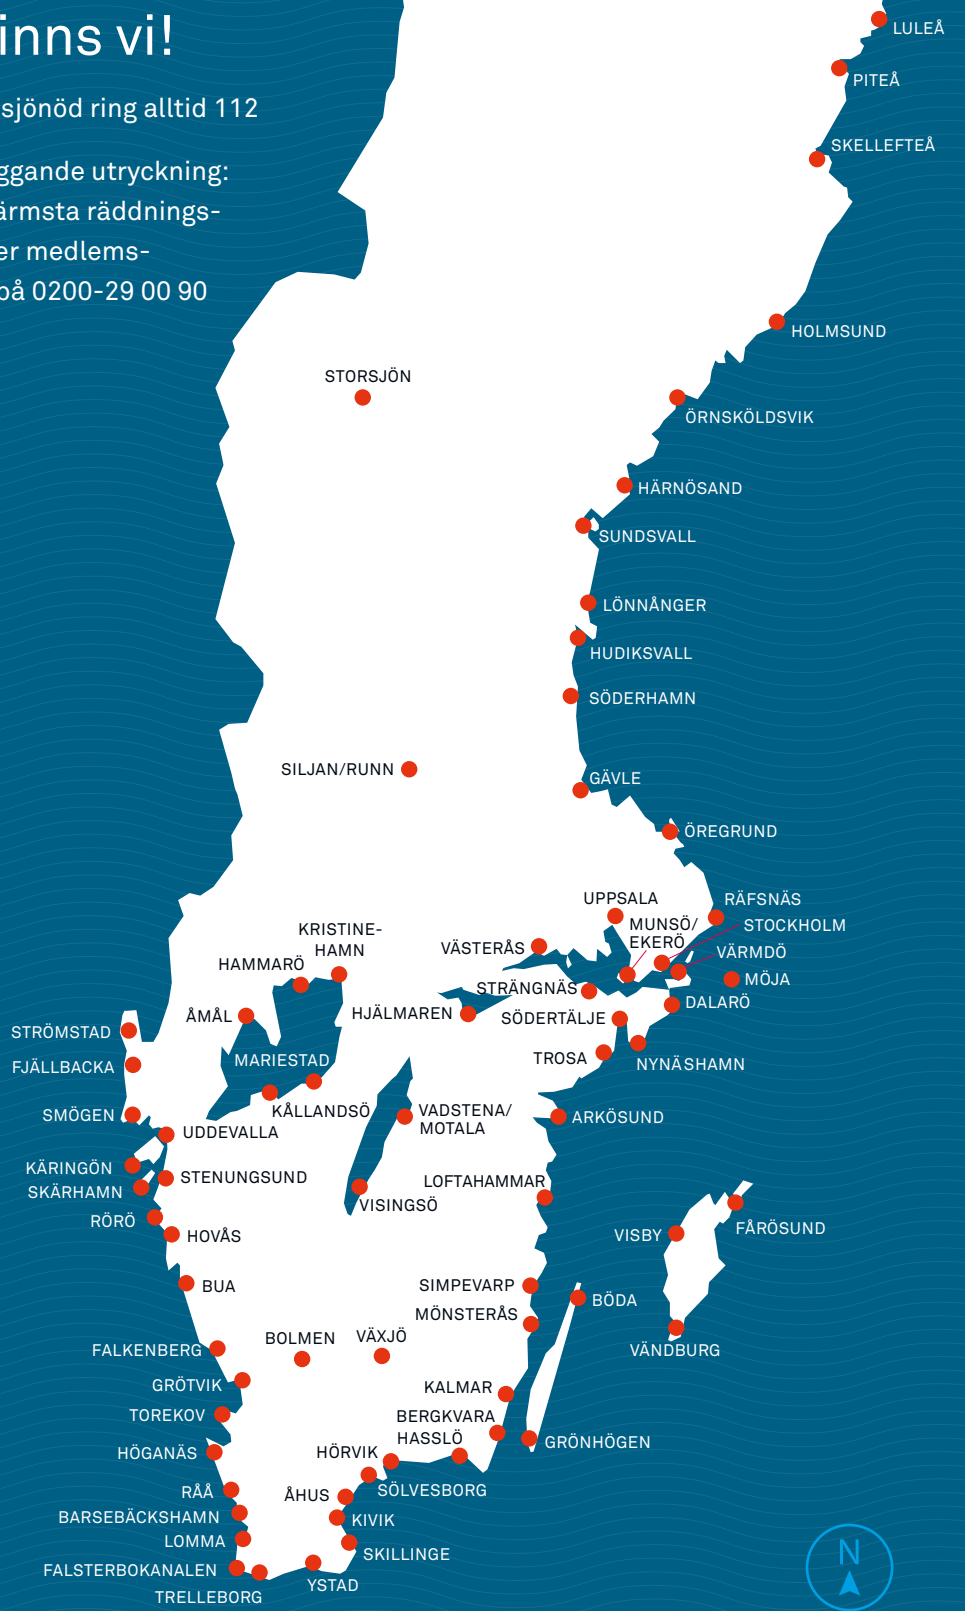 inns vi!
sjönöd ring alltid 112
ggande utryckning:
ärmsta räddnings-
er medlems-
på 0200-29 00 90
LULEÅ
PITEÅ
SKELLEFTEÅ
HOLMSUND
STORSJÖN
ÖRNSKÖLDSVIK
HÄRNÖSAND
SUNDSVALL
LÖNNÅNGER
HUDIKSVALL
SÖDERHAMN
SILJAN/RUNN
GÄVLE
ÖREGRUND
UPPSALA
RÄFSNÄS
MUNSÖ/
EKERÖ
STOCKHOLM
KRISTINE-
HAMN
VÄSTERÅS
VÄRMDÖ
HAMMARÖ
MÖJA
STRÄNGNÄS
DALARÖ
ÅMÅL
HJÄLMAREN
SÖDERTÄLJE
STRÖMSTAD
TROSA
NYNÄSHAMN
FJÄLLBACKA
MARIESTAD
SMÖGEN
KÅLLANDSÖ
VADSTENA/
MOTALA
ARKÖSUND
UDDEVALLA
KÄRINGÖN
STENUNGSUND
LOFTAHAMMAR
SKÄRHAMN
VISINGSÖ
RÖRÖ
HOVÅS
VISBY
FÅRÖSUND
BUA
SIMPEVARP
BÖDA
MÖNSTERÅS
FALKENBERG
BOLMEN
VÄXJÖ
VÄNDBURG
GRÖTVIK
KALMAR
TOREKOV
BERGKVARA
HASSLÖ
GRÖNHÖGEN
HÖGANÄS
HÖRVIK
RÅÅ
ÅHUS
SÖLVESBORG
BARSEBÄCKSHAMN
KIVIK
LOMMA
SKILLINGE
FALSTERBOKANALEN
YSTAD
TRELLEBORG
N